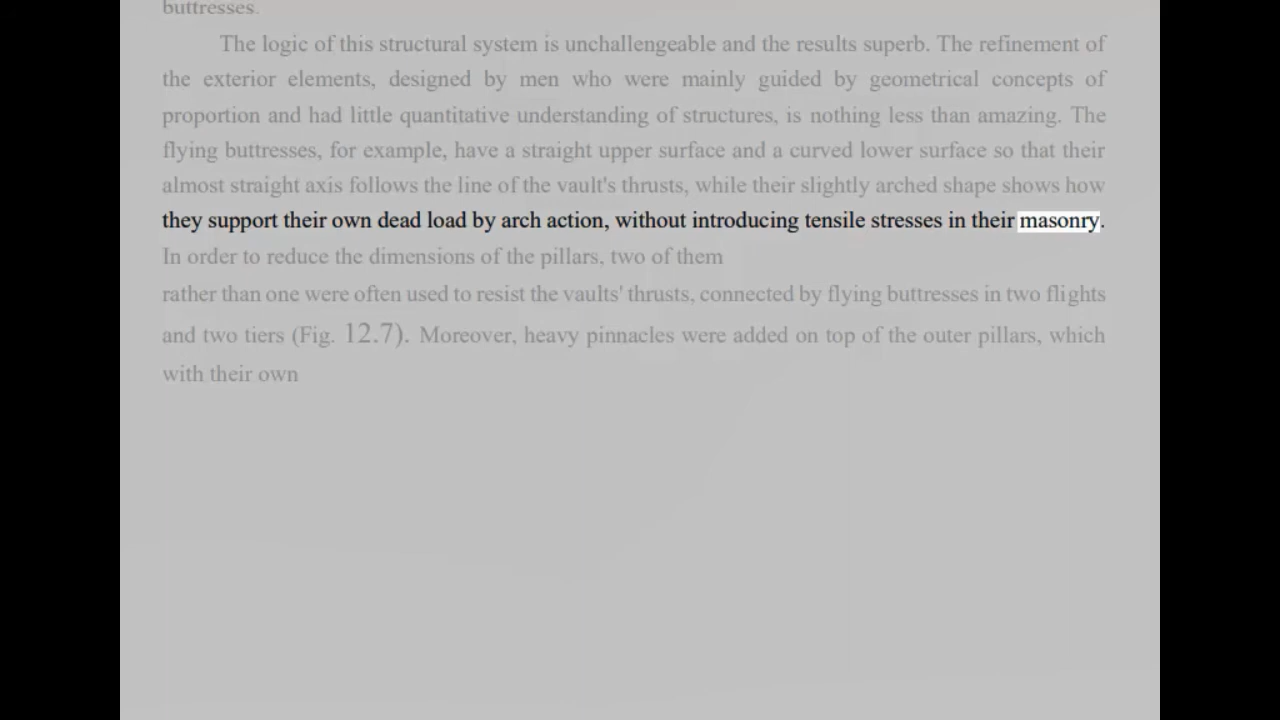 buttresses.
The logic of this structural system is unchallengeable and the results superb. The refinement of
the exterior elements, designed by men who were mainly guided by geometrical concepts of
proportion and had little quantitative understanding of structures, is nothing less than amazing. The
flying buttresses, for example, have a straight upper surface and a curved lower surface so that their
almost straight axis follows the line of the vault's thrusts, while their slightly arched shape shows how
they support their own dead load by arch action, without introducing tensile stresses in their masonry.
In order to reduce the dimensions of the pillars, two of them
rather than one were often used to resist the vaults' thrusts, connected by flying buttresses in two flights
and two tiers (Fig. 12.7). Moreover, heavy pinnacles were added on top of the outer pillars, which
with their own